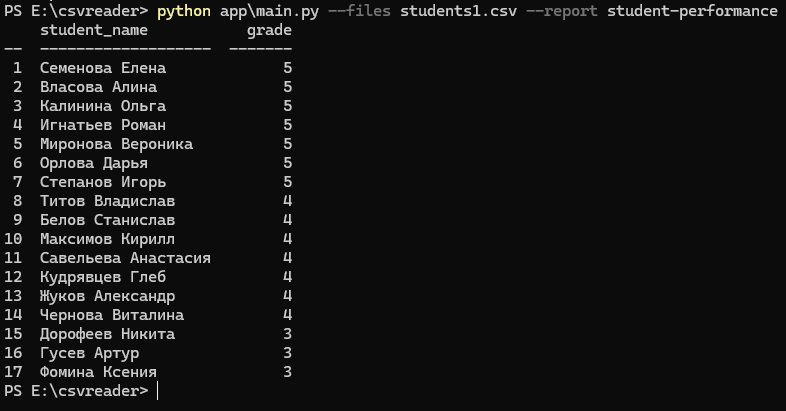 PS E:\csvreader> python app\main.py --files students1.csv --report student-performance
student_name grade
-- ------------------- -------
1 Семенова Елена 5
2 Власова Алина 5
3 Калинина Ольга 5
4 Игнатьев Роман 5
5 Миронова Вероника 5
6 Орлова Дарья 5
7 Степанов Игорь 5
8 Титов Владислав 4
9 Белов Станислав 4
10 Максимов Кирилл 4
11 Савельева Анастасия 4
12 Кудрявцев Глеб 4
13 Жуков Александр 4
14 Чернова Виталина 4
15 Дорофеев Никита 3
16 Гусев Артур 3
17 Фомина Ксения 3
PS E:\csvreader>